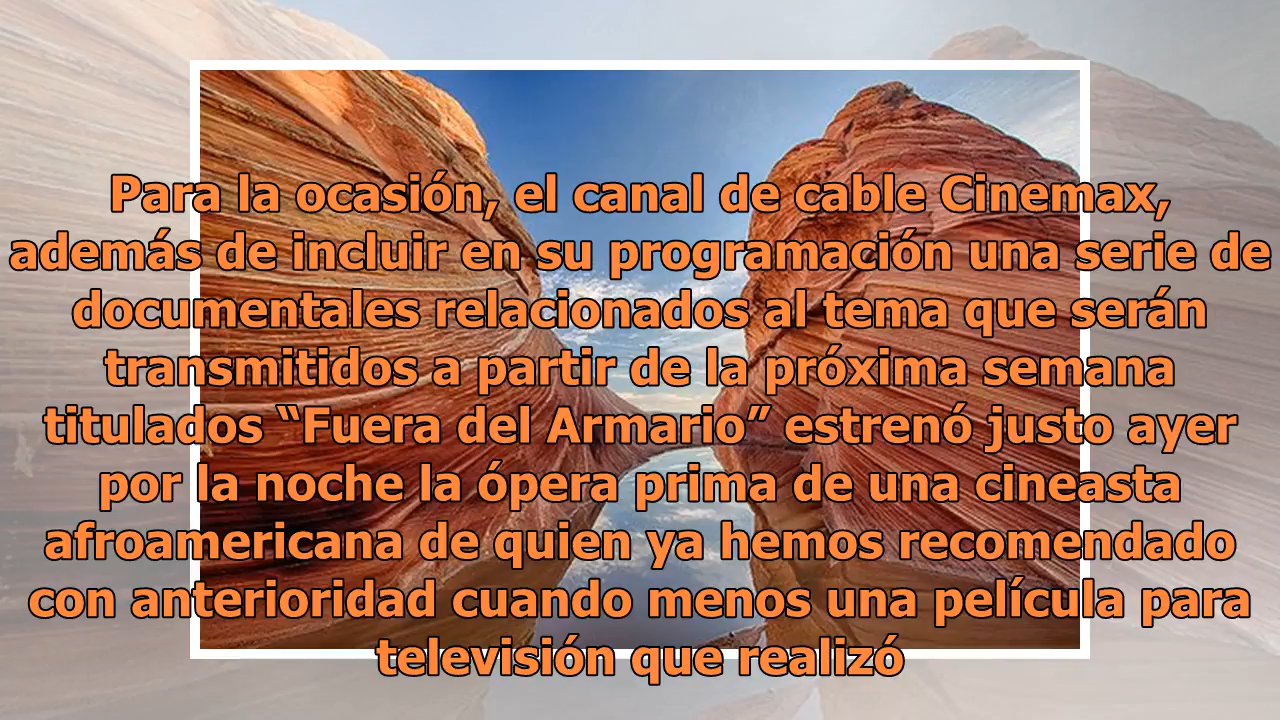 Para la ocasión, el canal de cable Cinemax,
además de incluir en su programación una serie de
documentales relacionados al tema que serán
transmitidos a partir de la próxima semana
titulados “Fuera del Armario” estrenó justo ayer
por la noche la ópera prima de una cineasta
afroamericana de quien ya hemos recomendado
con anterioridad cuando menos una película para
televisión que realizó